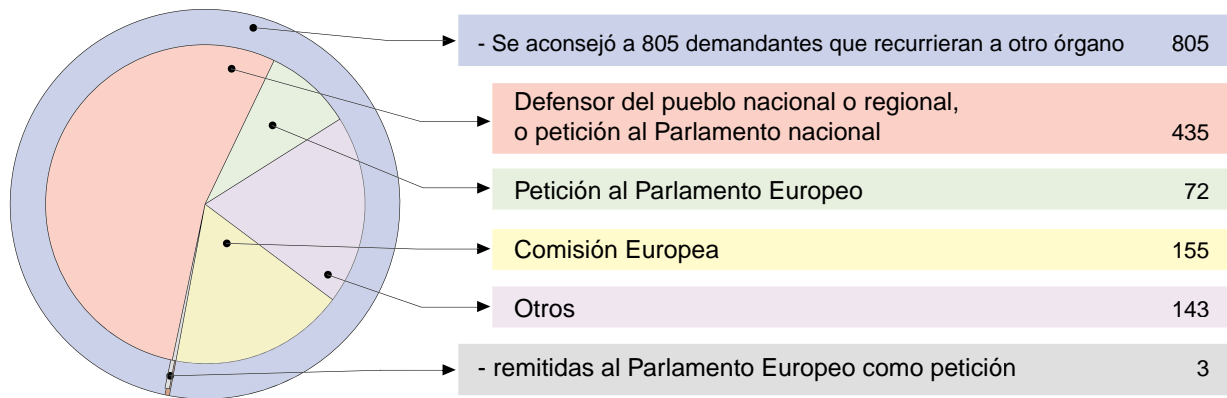 - Se aconsejó a 805 demandantes que recurrieran a otro órgano 805
Defensor del pueblo nacional o regional,
o petición al Parlamento nacional 435
Petición al Parlamento Europeo 72
Comisión Europea 155
Otros 143
- remitidas al Parlamento Europeo como petición 3